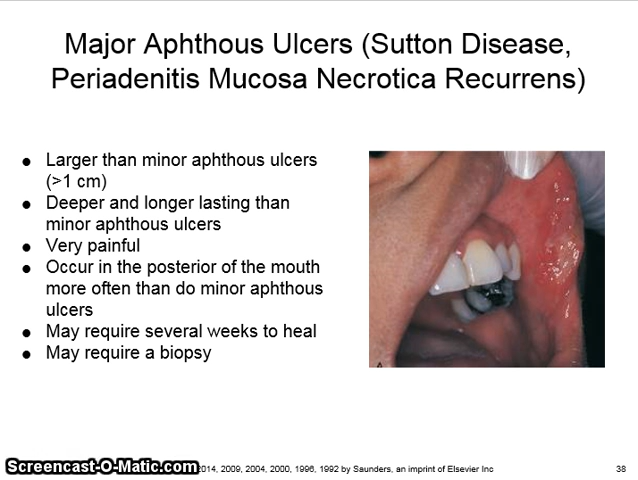 Major Aphthous Ulcers (Sutton Disease,
Periadenitis Mucosa Necrotica Recurrens)
● Larger than minor aphthous ulcers
(>1 cm)
● Deeper and longer lasting than
minor aphthous ulcers
● Very painful
● Occur in the posterior of the mouth
more often than do minor aphthous
ulcers
● May require several weeks to heal
● May require a biopsy
A
Screencast-O-Matic.com 2014, 2009, 2004, 2000, 1996, 1992 by Saunders, an imprint of Elsevier Inc 38